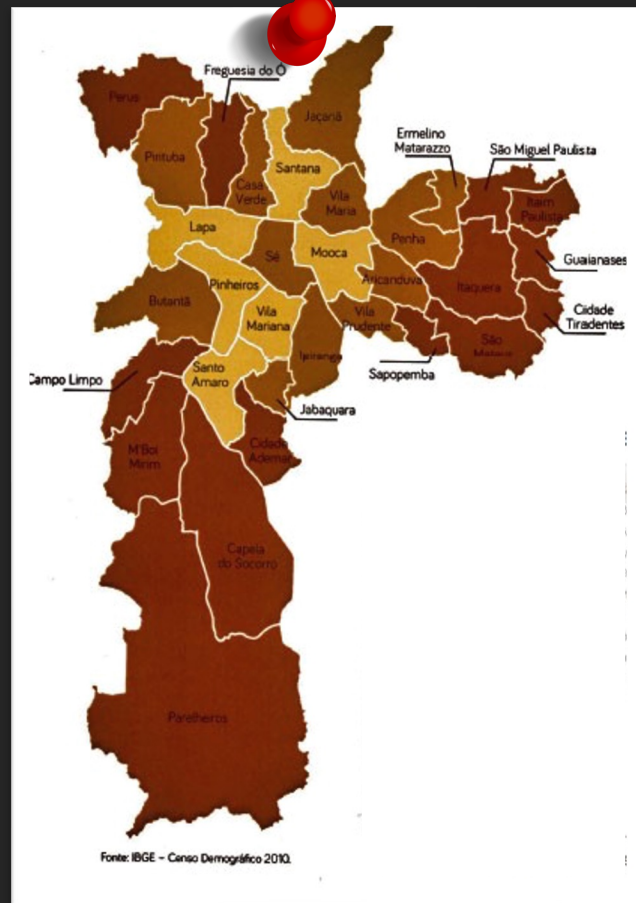 Freguesia do Ó
Perus
Jaçanã
Ermelino
Matarazzo
São Miguel Paulista
Pirituba
Santana
Casa
Verde
Vila
Maria
Itaim
Paulista
Lapa
Penha
Sé
Mooca
Guaianases
Aricanduva
Itaquera
Pinheiros
Butantã
Vila
Mariana
Vila
Prudente
Cidade
Tiradentes
São
Mateus
Ipiranga
Santo
Amaro
Sapopemba
Campo Limpo
Jabaquara
M'Boi
Mirim
Cidade
Ademar
Capela
do Socorro
Parelheiros
Fonte: IBGE – Censo Demográfico 2010.